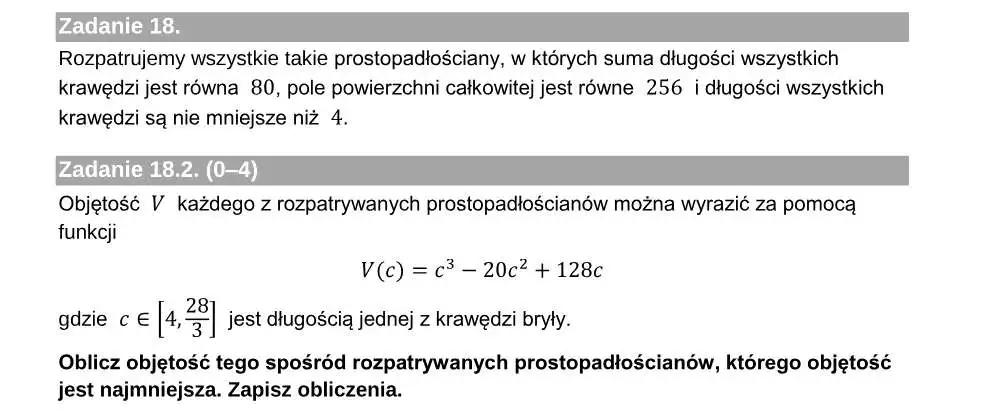 Zadanie 18.
Rozpatrujemy wszystkie takie prostopadłościany, w których suma długości wszystkich
krawędzi jest równa 80, pole powierzchni całkowitej jest równe 256 i długości wszystkich
krawędzi są nie mniejsze niż 4.
Zadanie 18.2. (0–4)
Objętość V każdego z rozpatrywanych prostopadłościanów można wyrazić za pomocą
funkcji
V(c) = c³ − 20c² + 128c
gdzie c ∈ [4, 28/3] jest długością jednej z krawędzi bryły.
Oblicz objętość tego spośród rozpatrywanych prostopadłościanów, którego objętość
jest najmniejsza. Zapisz obliczenia.